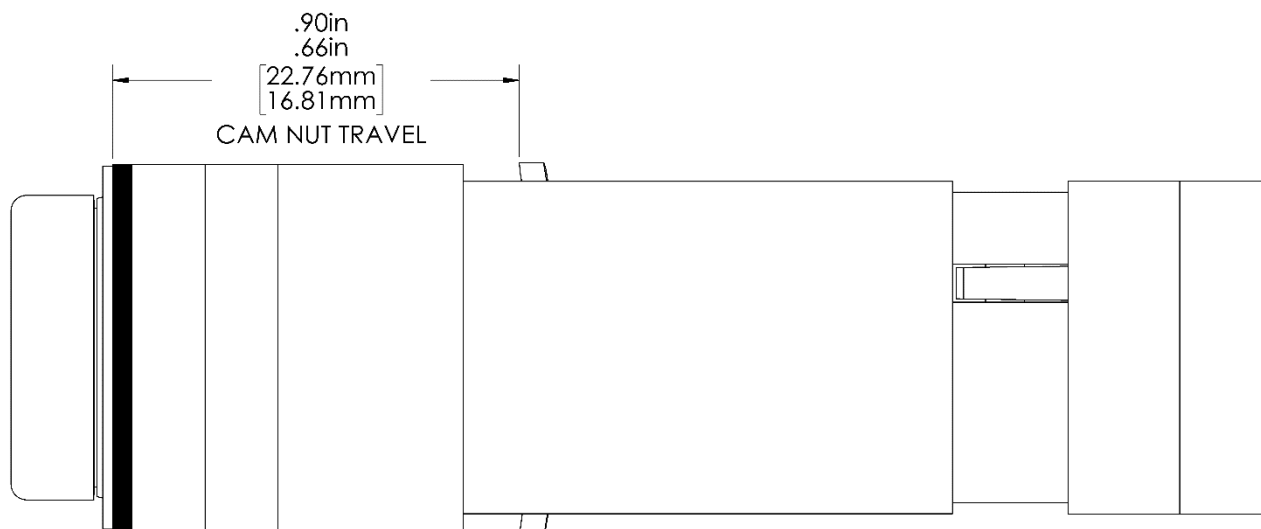 .90in
.66in
[22.76mm]
[16.81mm]
CAM NUT TRAVEL